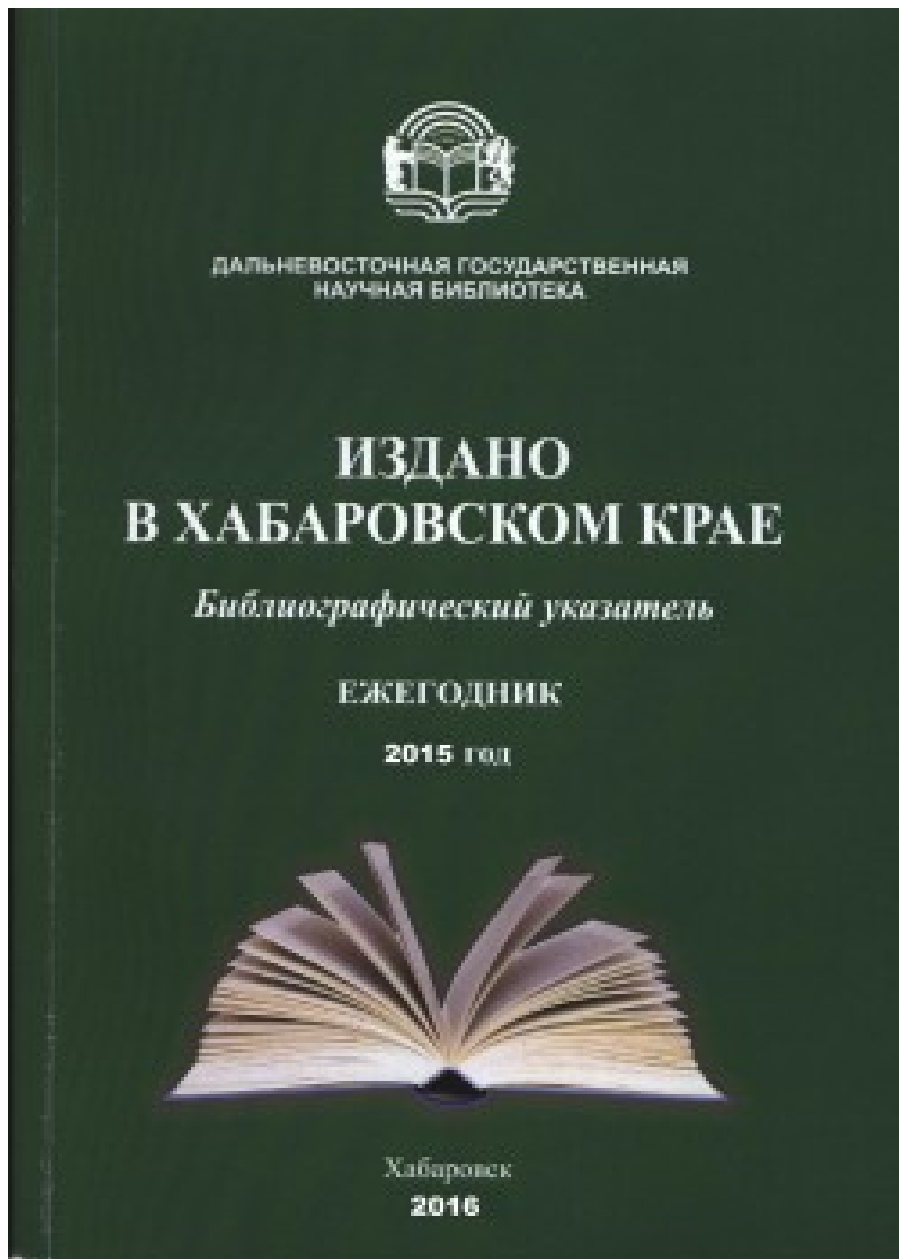 ДАЛЬНЕВОСТОЧНАЯ ГОСУДАРСТВЕННАЯ
НАУЧНАЯ БИБЛИОТЕКА
ИЗДАНО
В ХАБАРОВСКОМ КРАЕ
Библиографический указатель
ЕЖЕГОДНИК
2015 год
Хабаровск
2016